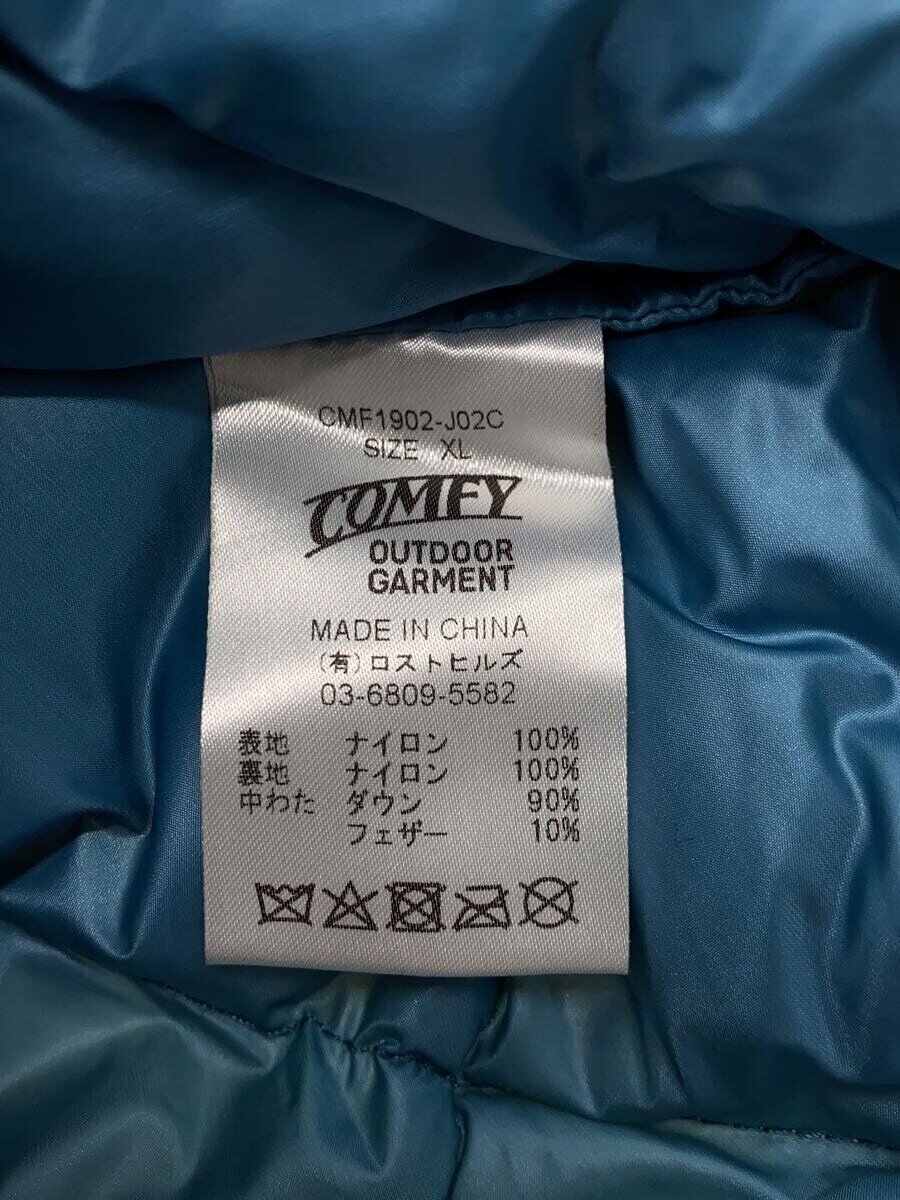 CMF1902-J02C
SIZE XL
COMFY
OUTDOOR
GARMENT
MADE IN CHINA
(有)ロストヒルズ
03-6809-5582
表地 ナイロン 100%
裏地 ナイロン 100%
中わた ダウン 90%
フェザー 10%